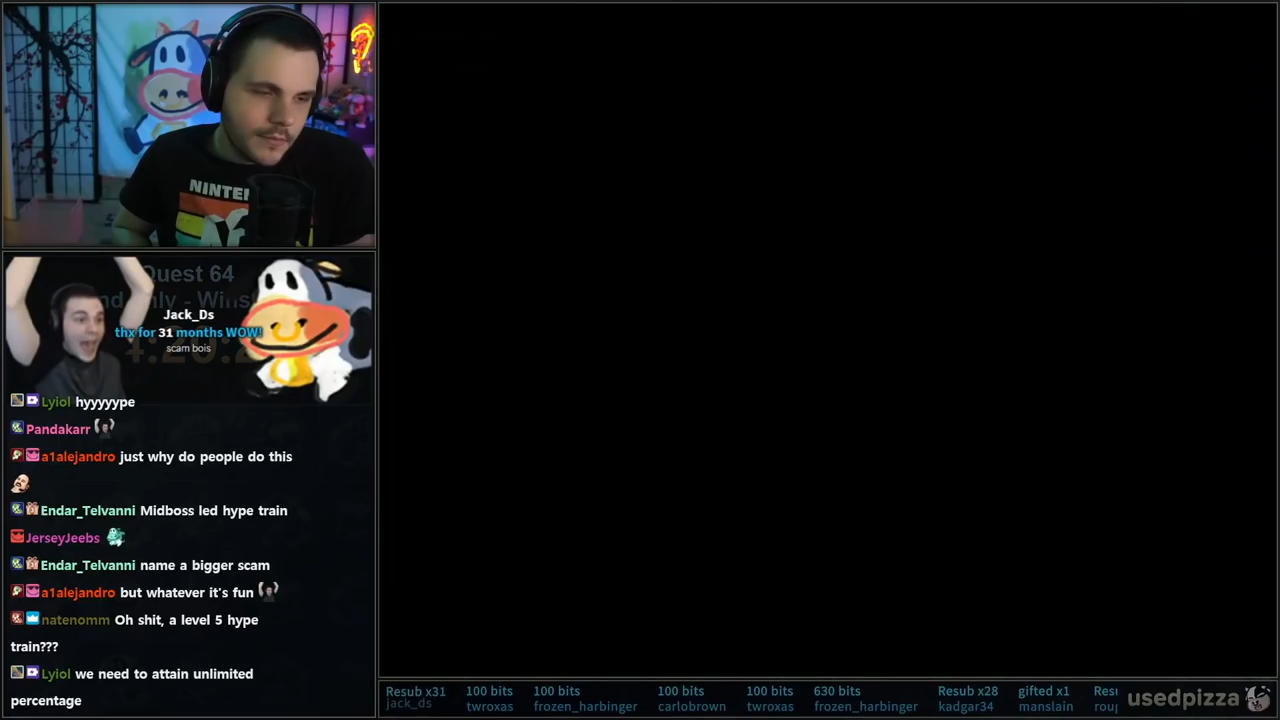 NINTEN
Quest 64
Jack_Ds
thx for 31 months WOW!
scam bois
Lyiol hyyyyype
Pandakarr
a1alejandro just why do people do this
Endar_Telvanni Midboss led hype train
JerseyJeebs
Endar_Telvanni name a bigger scam
a1alejandro but whatever it's fun
natenomm Oh shit, a level 5 hype
train???
Lyiol we need to attain unlimited
percentage
Resub x31 100 bits 100 bits 100 bits 100 bits 630 bits Resub x28 gifted x1
jack_ds twroxas frozen_harbinger carlobrown twroxas frozen_harbinger kadgar34 manslain
usedpizza